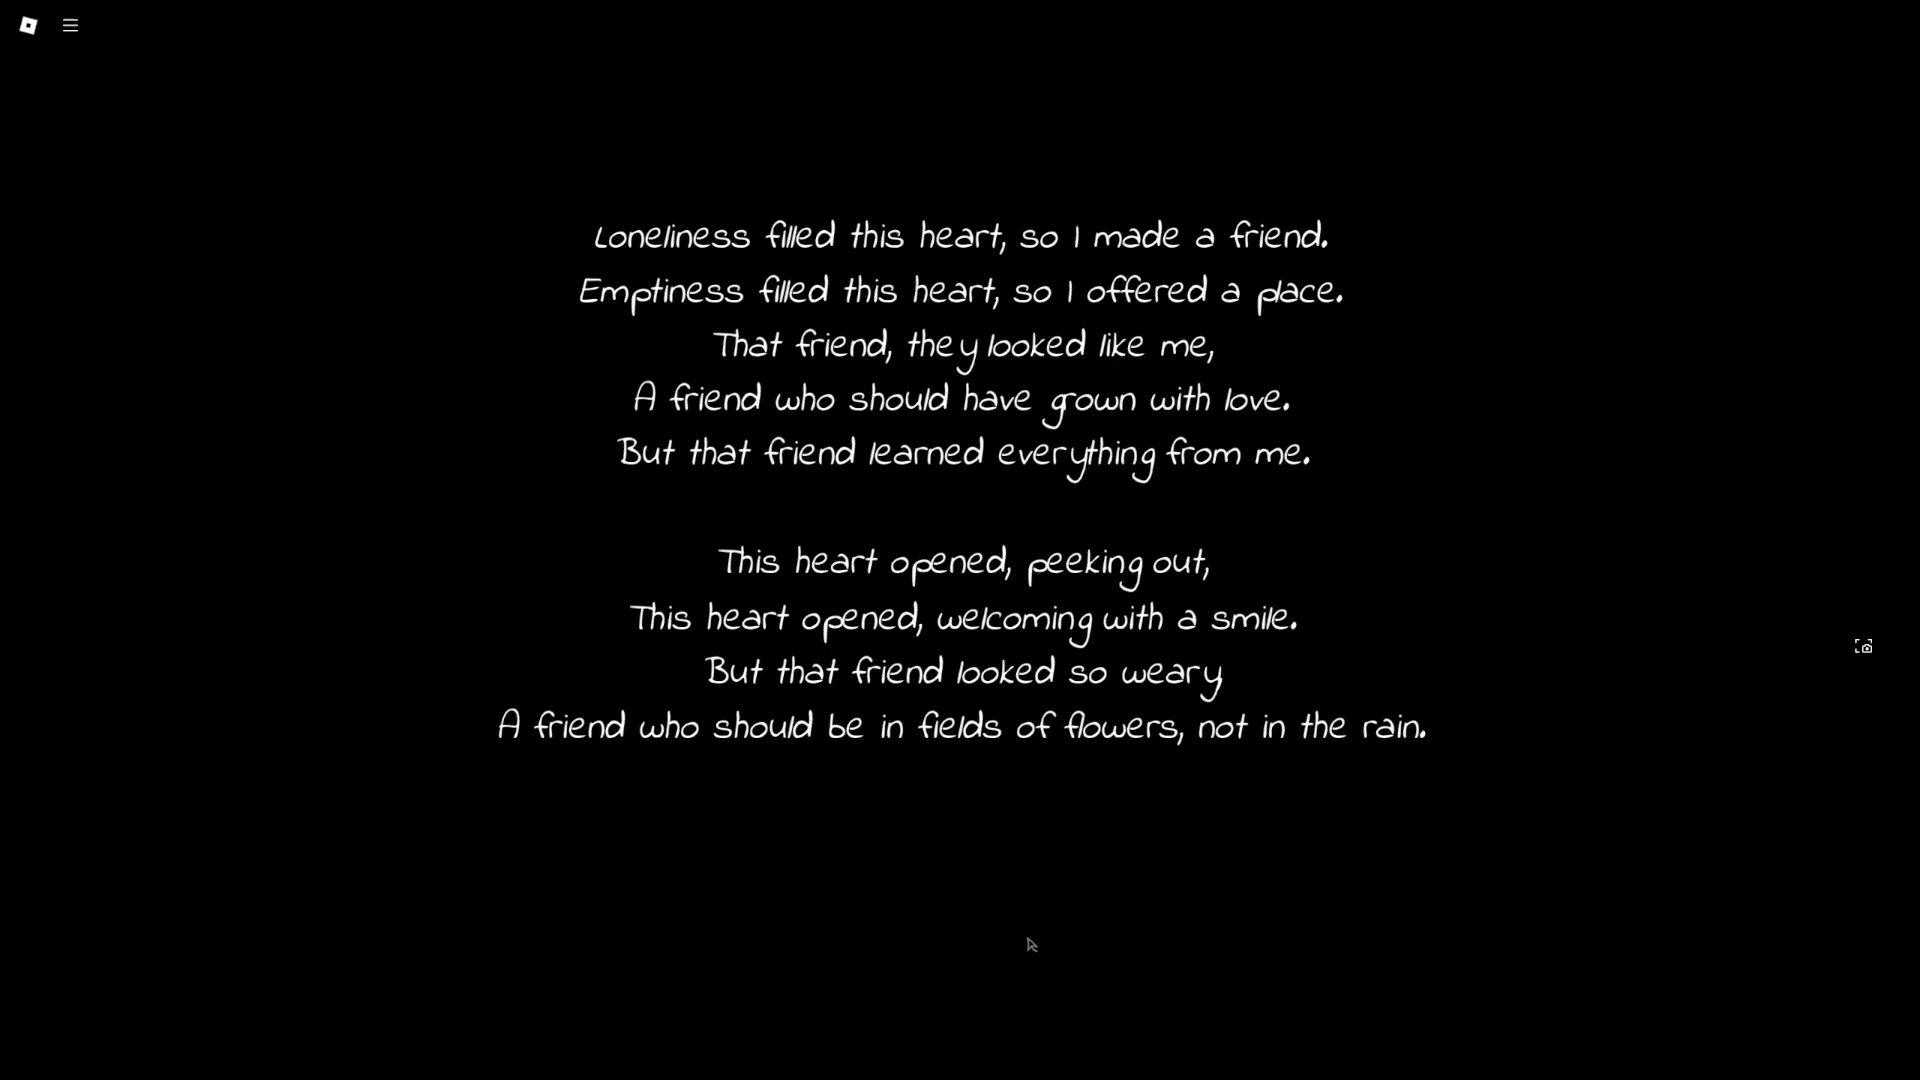 Loneliness filled this heart, so I made a friend.
Emptiness filled this heart, so I offered a place.
That friend, they looked like me,
A friend who should have grown with love.
But that friend learned everything from me.
This heart opened, peeking out,
This heart opened, welcoming with a smile.
But that friend looked so weary,
A friend who should be in fields of flowers, not in the rain.